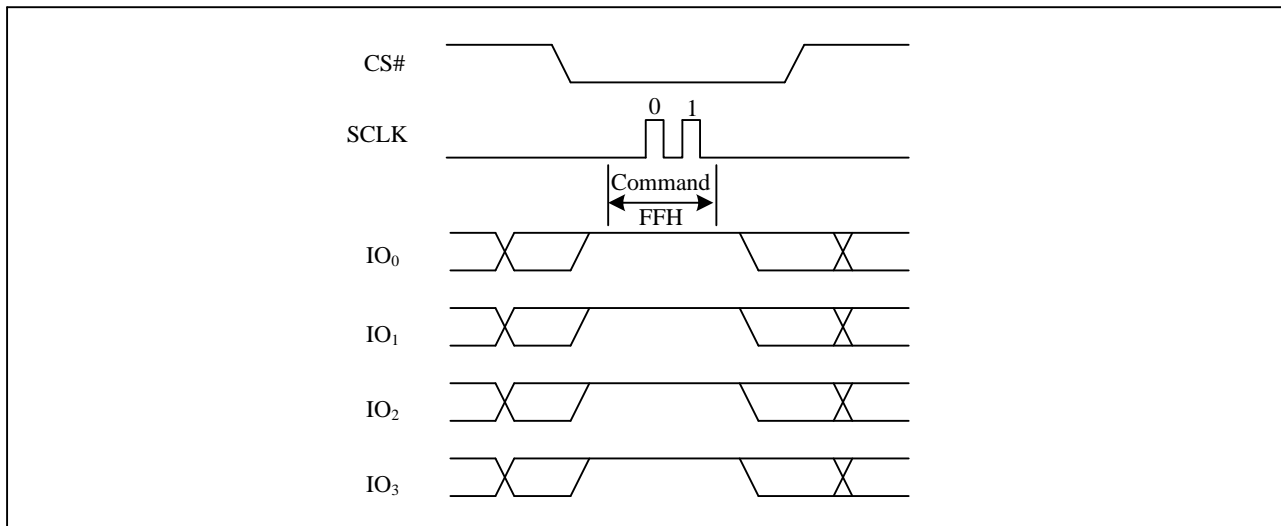 CS#
0 1
SCLK
Command
FFH
IO₀
IO₁
IO₂
IO₃